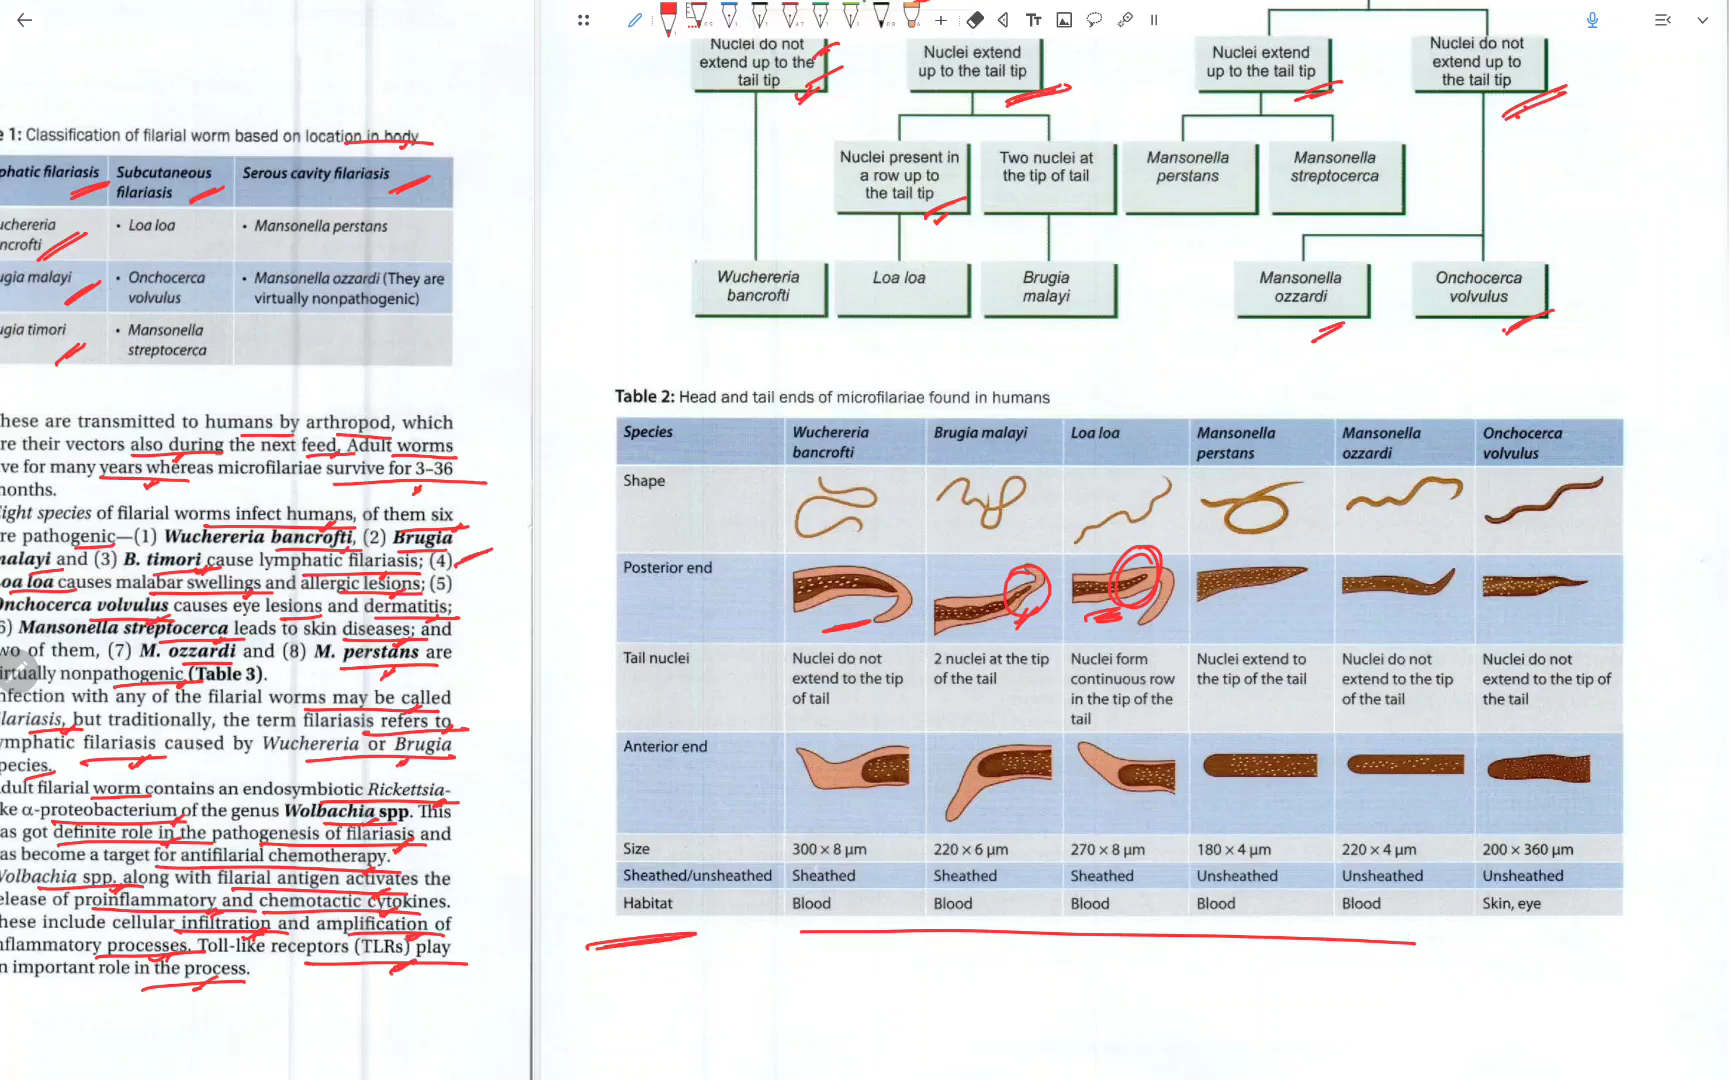 e 1: Classification of filarial worm based on location in body
phatic filariasis
Subcutaneous
filariasis
Serous cavity filariasis
uchereria
ncrofti
• Loa loa
• Mansonella perstans
ugia malayi
• Onchocerca
volvulus
• Mansonella ozzardi (They are
virtually nonpathogenic)
ugia timori
• Mansonella
streptocerca
hese are transmitted to humans by arthropod, which
re their vectors also during the next feed. Adult worms
ve for many years whereas microfilariae survive for 3–36
onths.
ight species of filarial worms infect humans, of them six
re pathogenic—(1) Wuchereria bancrofti, (2) Brugia
alayi and (3) B. timori cause lymphatic filariasis; (4)
oa loa causes malabar swellings and allergic lesions; (5)
nchocerca volvulus causes eye lesions and dermatitis;
6) Mansonella streptocerca leads to skin diseases; and
wo of them, (7) M. ozzardi and (8) M. perstans are
irtually nonpathogenic (Table 3).
nfection with any of the filarial worms may be called
lariasis, but traditionally, the term filariasis refers to
ymphatic filariasis caused by Wuchereria or Brugia
pecies.
dult filarial worm contains an endosymbiotic Rickettsia-
ke α-proteobacterium of the genus Wolbachia spp. This
as got definite role in the pathogenesis of filariasis and
as become a target for antifilarial chemotherapy.
Volbachia spp. along with filarial antigen activates the
elease of proinflammatory and chemotactic cytokines.
hese include cellular infiltration and amplification of
nflammatory processes. Toll-like receptors (TLRs) play
n important role in the process.
Tт
Nuclei do not
extend up to the
tail tip
Nuclei extend
up to the tail tip
Nuclei extend
up to the tail tip
Nuclei do not
extend up to
the tail tip
Nuclei present in
a row up to
the tail tip
Two nuclei at
the tip of tail
Mansonella
perstans
Mansonella
streptocerca
Wuchereria
bancrofti
Loa loa
Brugia
malayi
Mansonella
ozzardi
Onchocerca
volvulus
Table 2: Head and tail ends of microfilariae found in humans
Species
Wuchereria
bancrofti
Brugia malayi
Loa loa
Mansonella
perstans
Mansonella
ozzardi
Onchocerca
volvulus
Shape
Posterior end
Tail nuclei
Nuclei do not
extend to the tip
of tail
2 nuclei at the tip
of the tail
Nuclei form
continuous row
in the tip of the
tail
Nuclei extend to
the tip of the tail
Nuclei do not
extend to the tip
of the tail
Nuclei do not
extend to the tip of
the tail
Anterior end
Size 300 × 8 µm 220 × 6 µm 270 × 8 µm 180 × 4 µm 220 × 4 µm 200 × 360 µm
Sheathed/unsheathed Sheathed Sheathed Sheathed Unsheathed Unsheathed Unsheathed
Habitat Blood Blood Blood Blood Blood Skin, eye